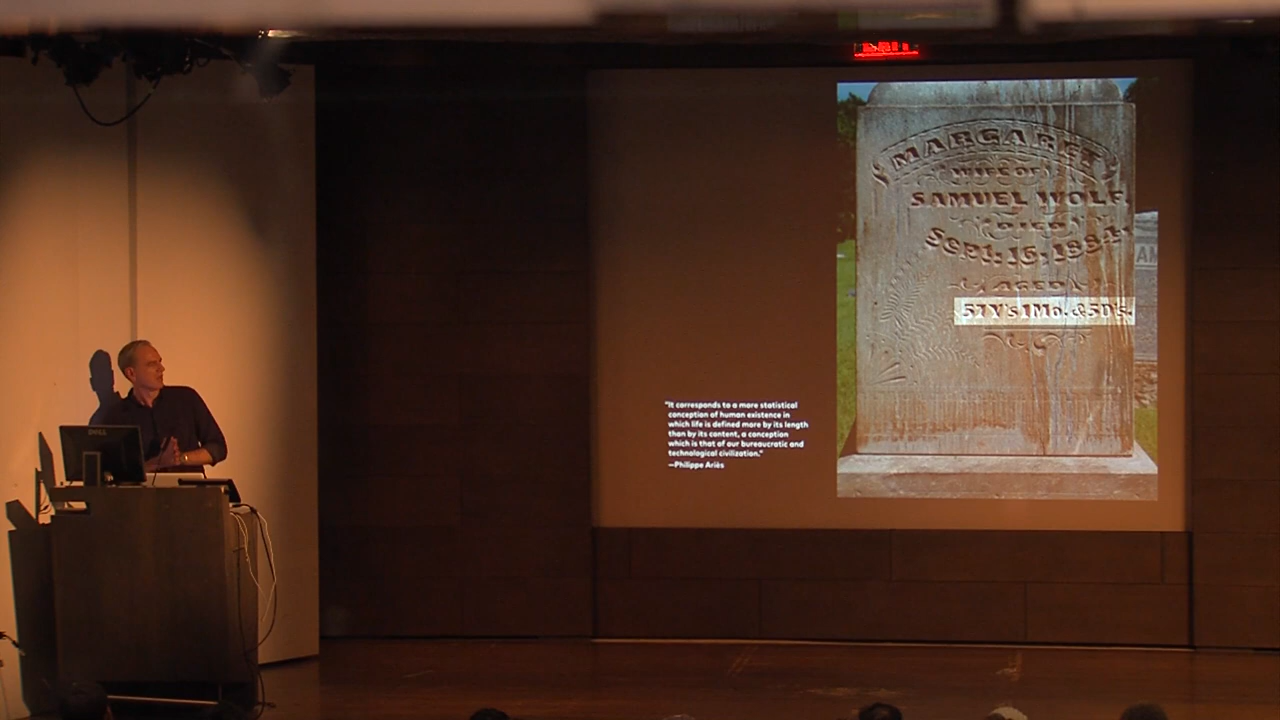 EXIT
MARGARET
WIFE OF
SAMUEL WOLF.
DIED
SEPT. 16, 1884.
AGED
57Y's 1Mo. & 5D's.
AM
"It corresponds to a more statistical
conception of human existence in
which life is defined more by its length
than by its content, a conception
which is that of our bureaucratic and
technological civilization."
—Philippe Ariès
DELL